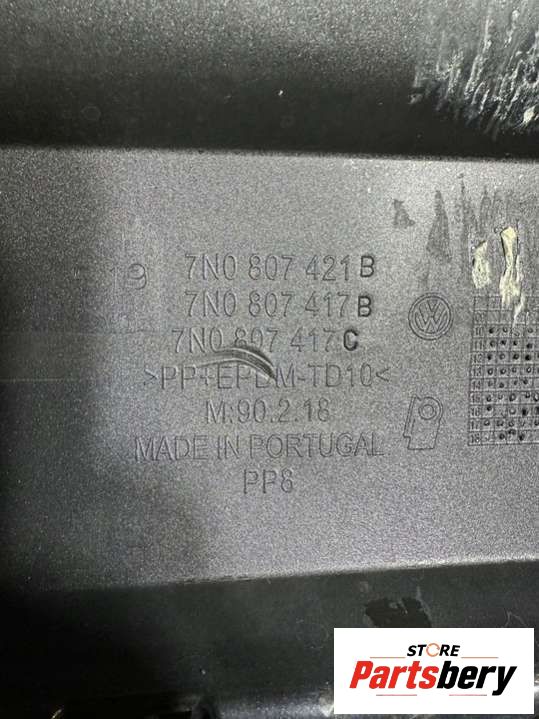 9
7N0 807 421 B
7N0 807 417 B
7N0 807 417 C
>PP+EPDM-TD10<
M:90.2.18
MADE IN PORTUGAL
PP8
STORE
Partsbery